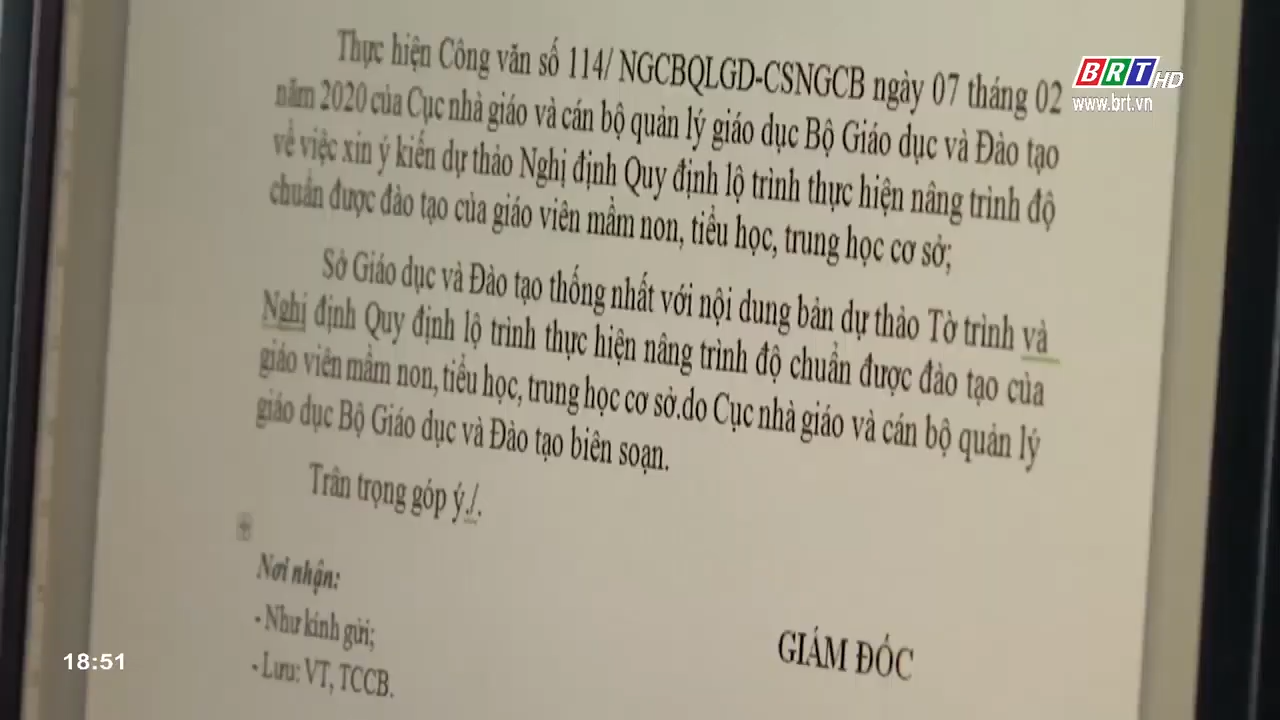 Thực hiện Công văn số 114/ NGCBQLGD-CSNGCB ngày 07 tháng 02
năm 2020 của Cục nhà giáo và cán bộ quản lý giáo dục Bộ Giáo dục và Đào tạo
về việc xin ý kiến dự thảo Nghị định Quy định lộ trình thực hiện nâng trình độ
chuẩn được đào tạo của giáo viên mầm non, tiểu học, trung học cơ sở;
Sở Giáo dục và Đào tạo thống nhất với nội dung bản dự thảo Tờ trình và
Nghị định Quy định lộ trình thực hiện nâng trình độ chuẩn được đào tạo của
giáo viên mầm non, tiểu học, trung học cơ sở.do Cục nhà giáo và cán bộ quản lý
giáo dục Bộ Giáo dục và Đào tạo biên soạn.
Trân trọng góp ý./.
Nơi nhận:
- Như kính gửi;
- Lưu: VT, TCCB.
GIÁM ĐỐC
BRT HD
www.brt.vn
18:51